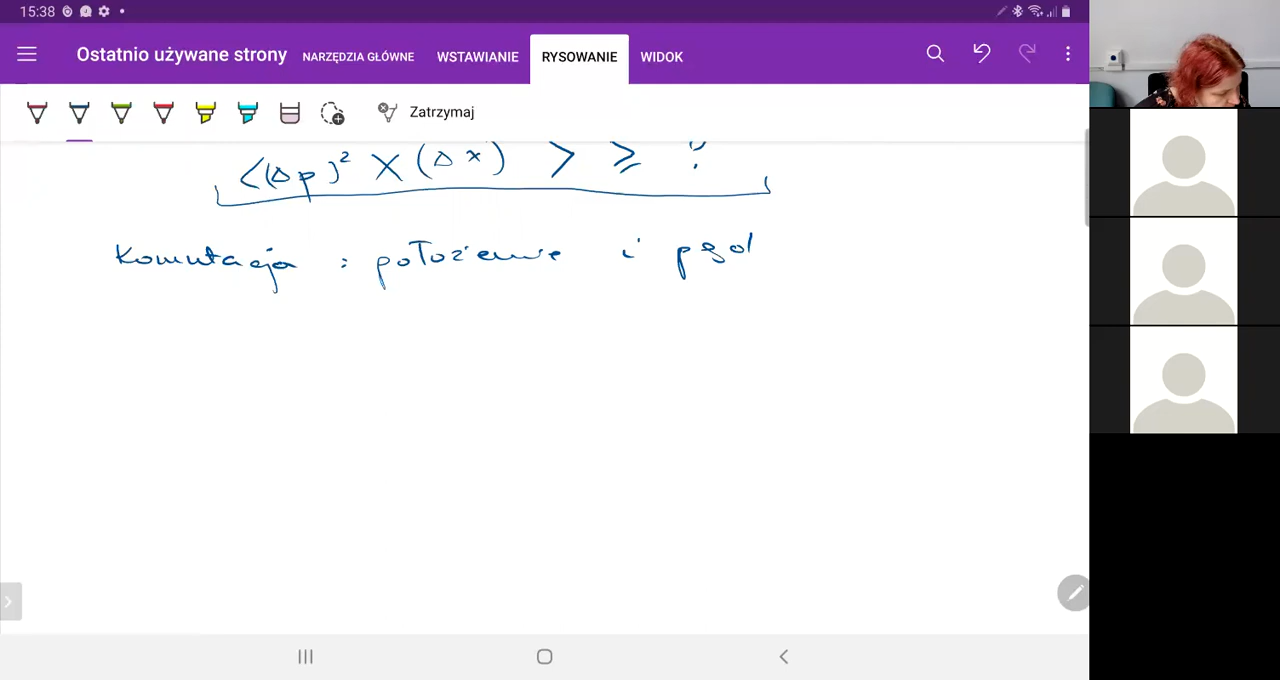 15:38
Ostatnio używane strony NARZĘDZIA GŁÓWNE WSTAWIANIE RYSOWANIE WIDOK
Zatrzymaj
<(Δp)² X (Δx) > ≥ ?
Komutacja : położenie i pęd